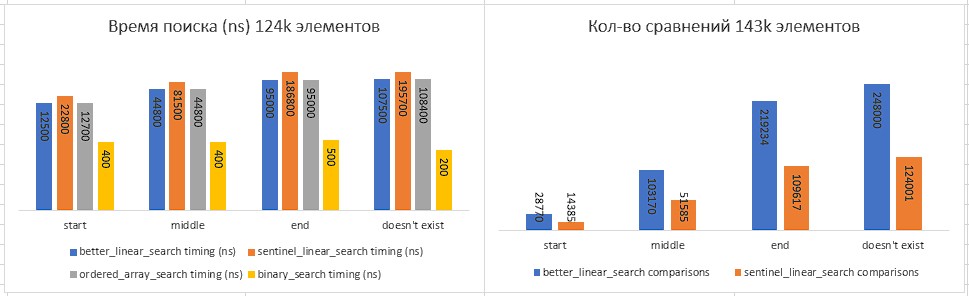 Время поиска (ns) 124k элементов
12500
22800
12700
400
44800
81500
44800
400
95000
186800
95000
500
107500
195700
108400
200
start
middle
end
doesn't exist
better_linear_search timing (ns)
sentinel_linear_search timing (ns)
ordered_array_search timing (ns)
binary_search timing (ns)
Кол-во сравнений 143k элементов
28770
14385
103170
51585
219234
109617
248000
124001
start
middle
end
doesn't exist
better_linear_search comparisons
sentinel_linear_search comparisons